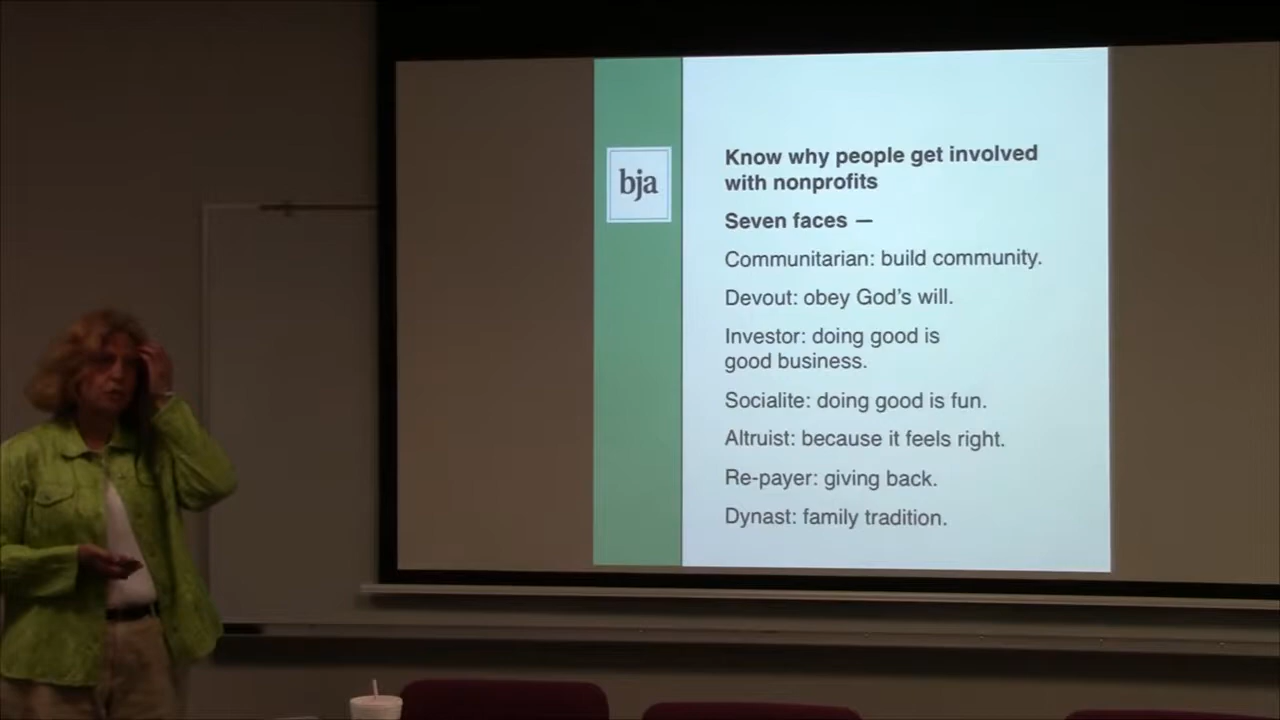 bja
Know why people get involved
with nonprofits
Seven faces —
Communitarian: build community.
Devout: obey God's will.
Investor: doing good is
good business.
Socialite: doing good is fun.
Altruist: because it feels right.
Re-payer: giving back.
Dynast: family tradition.